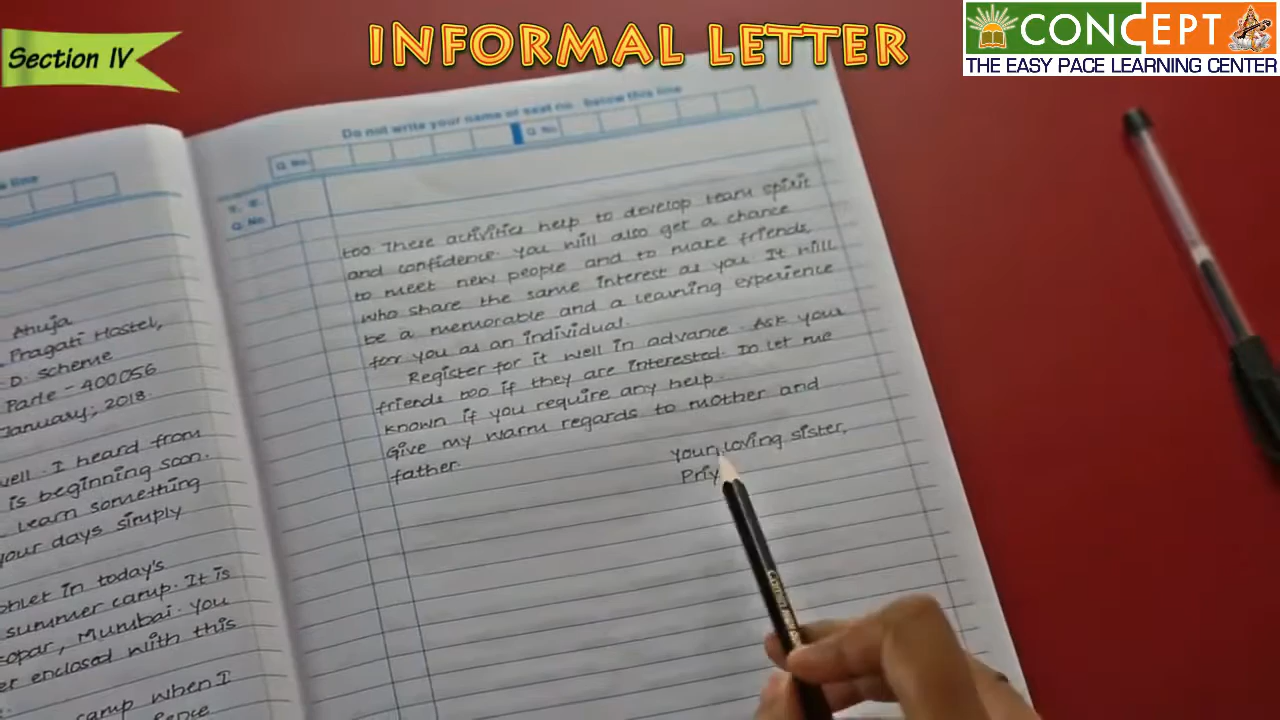 Section IV
INFORMAL LETTER
CONCEPT
THE EASY PACE LEARNING CENTER
Ahuja
Pragati Hostel,
D. Scheme
Parle - 400056
January, 2018.
well. I heard from
is beginning soon.
learn something
your days simply
in today's
summer camp. It is
Mumbai. You
enclosed with this
camp when I
Do not write your name or seat no. below this line
Q. No.
Q. No.
Q. No.
too. These activities help to develop team spirit
and confidence. You will also get a chance
to meet new people and to make friends,
who share the same interest as you. It will
be a memorable and a learning experience
for you as an individual.
Register for it well in advance. Ask your
friends too if they are interested. Do let me
known if you require any help.
Give my warm regards to mother and
father.
Your loving sister,
Priy